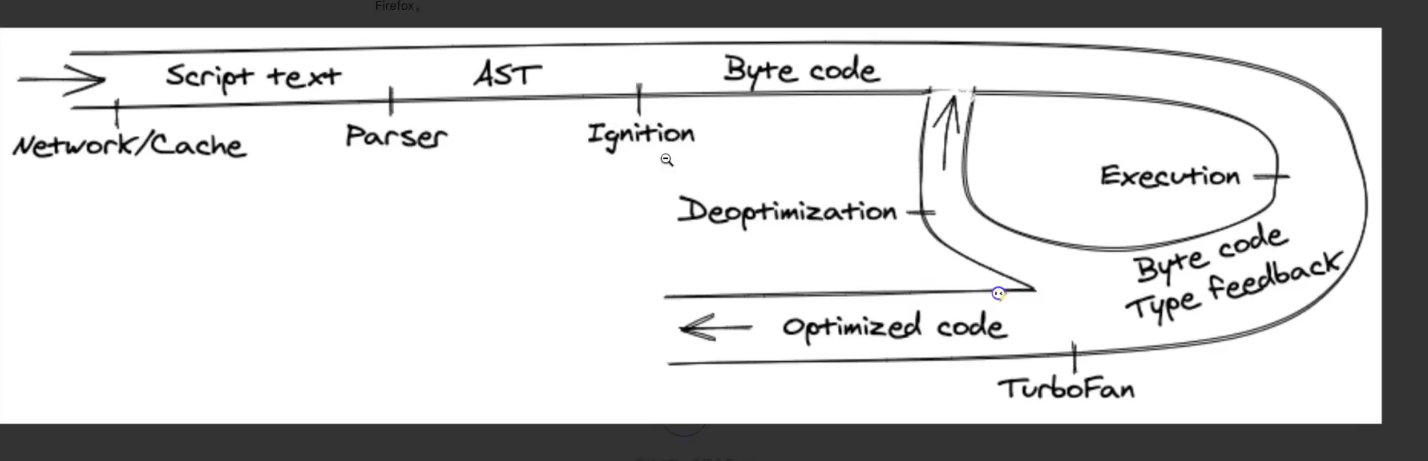 Firefox,
Script text
AST
Byte code
Network/Cache
Parser
Ignition
Execution
Deoptimization
Byte code
Type feedback
Optimized code
TurboFan